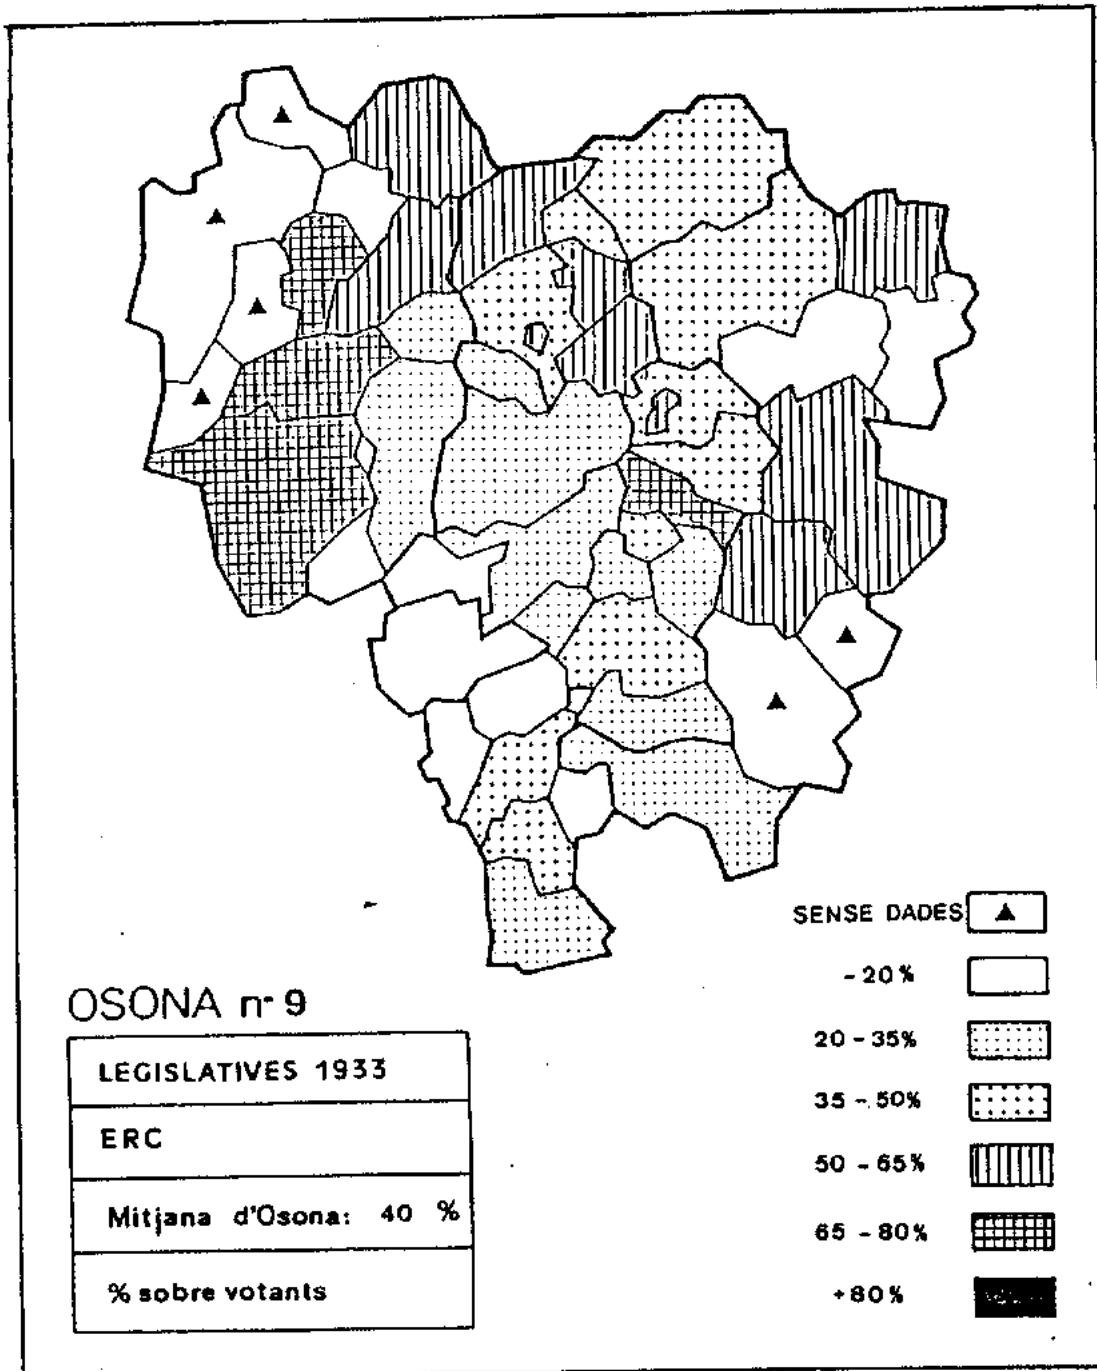 SENSE DADES
-20%
20-35%
35-50%
50-65%
65-80%
+80%
OSONA nº 9
LEGISLATIVES 1933
ERC
Mitjana d'Osona: 40 %
% sobre votants